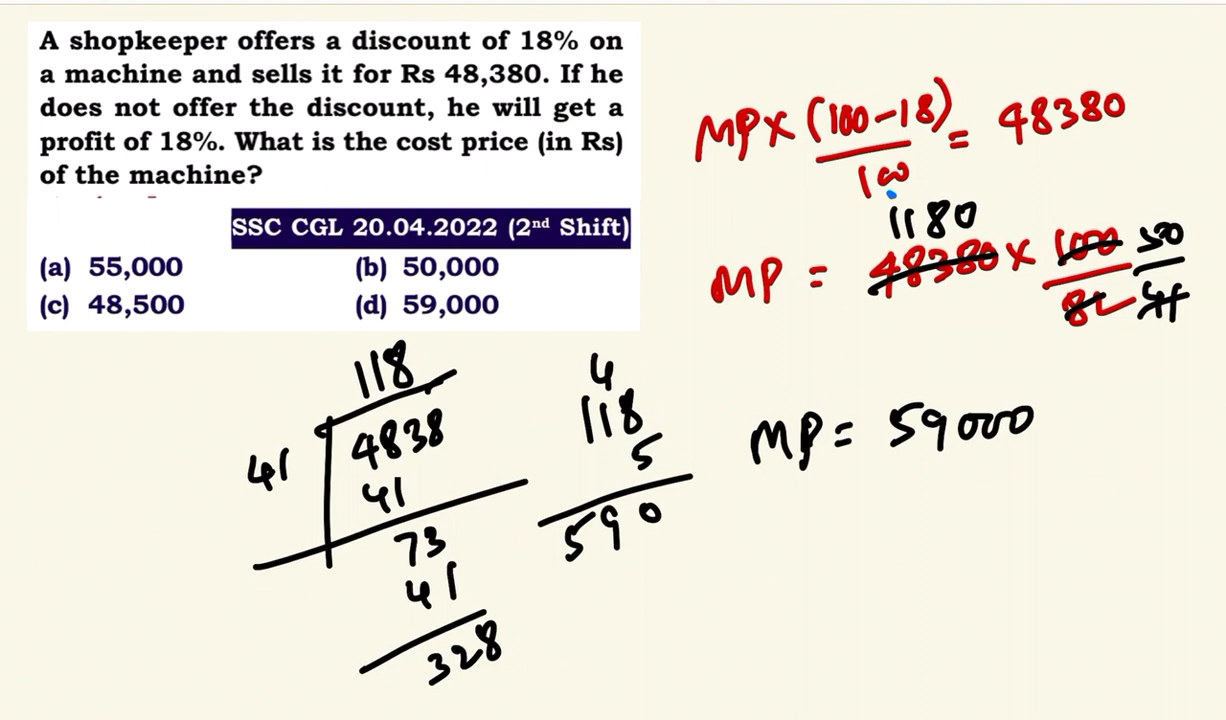 A shopkeeper offers a discount of 18% on
a machine and sells it for Rs 48,380. If he
does not offer the discount, he will get a
profit of 18%. What is the cost price (in Rs)
of the machine?
SSC CGL 20.04.2022 (2nd Shift)
(a) 55,000 (b) 50,000
(c) 48,500 (d) 59,000
MP x (100-18) = 48380
100
1180
MP = 48380 x 100 50
82 41
MP = 59000
118
41 4838
41
73
41
328
4
118
5
590